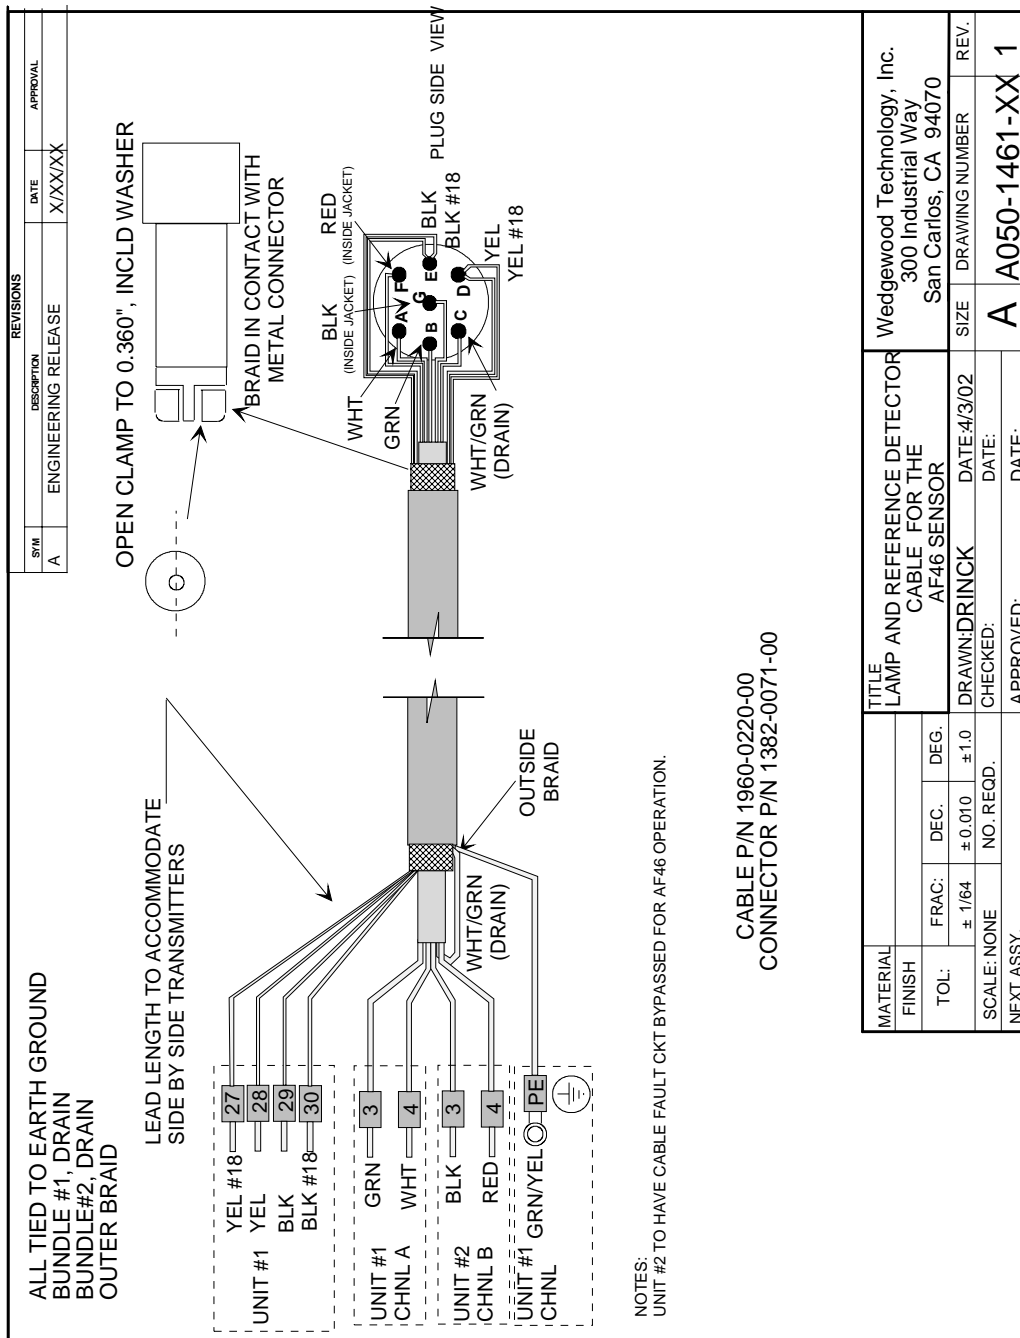 ALL TIED TO EARTH GROUND
BUNDLE #1, DRAIN
BUNDLE#2, DRAIN
OUTER BRAID
LEAD LENGTH TO ACCOMMODATE
SIDE BY SIDE TRANSMITTERS
OPEN CLAMP TO 0.360", INCLD WASHER
REVISIONS
SYM
DESCRIPTION
DATE
APPROVAL
A
ENGINEERING RELEASE
X/XX/XX
BRAID IN CONTACT WITH
METAL CONNECTOR
YEL #18
27
YEL
28
BLK
29
BLK #18
30
UNIT #1
GRN
3
WHT
4
UNIT #1
CHNL A
BLK
3
RED
4
UNIT #2
CHNL B
UNIT #1
CHNL
GRN/YEL
PE
WHT/GRN
(DRAIN)
OUTSIDE
BRAID
WHT
GRN
WHT/GRN
(DRAIN)
BLK
(INSIDE JACKET)
RED
(INSIDE JACKET)
A
B
C
D
E
F
G
BLK
BLK #18
YEL
YEL #18
PLUG SIDE VIEW
NOTES:
UNIT #2 TO HAVE CABLE FAULT CKT BYPASSED FOR AF46 OPERATION.
CABLE P/N 1960-0220-00
CONNECTOR P/N 1382-0071-00
MATERIAL
FINISH
TOL:
FRAC:
DEC.
DEG.
± 1/64
± 0.010
±1.0
SCALE: NONE
NO. REQD.
NEXT ASSY
TITLE
LAMP AND REFERENCE DETECTOR
CABLE FOR THE
AF46 SENSOR
DRAWN:DRINCK
DATE:4/3/02
CHECKED:
DATE:
APPROVED:
DATE:
Wedgewood Technology, Inc.
300 Industrial Way
San Carlos, CA 94070
SIZE
DRAWING NUMBER
REV.
A
A050-1461-XX
1